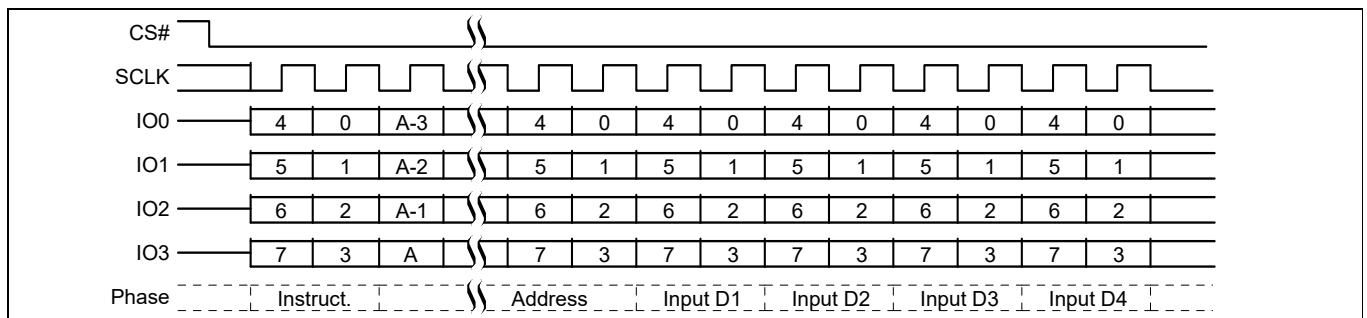 CS#
SCLK
IO0 4 0 A-3 4 0 4 0 4 0 4 0 4 0
IO1 5 1 A-2 5 1 5 1 5 1 5 1 5 1
IO2 6 2 A-1 6 2 6 2 6 2 6 2 6 2
IO3 7 3 A 7 3 7 3 7 3 7 3 7 3
Phase Instruct. Address Input D1 Input D2 Input D3 Input D4